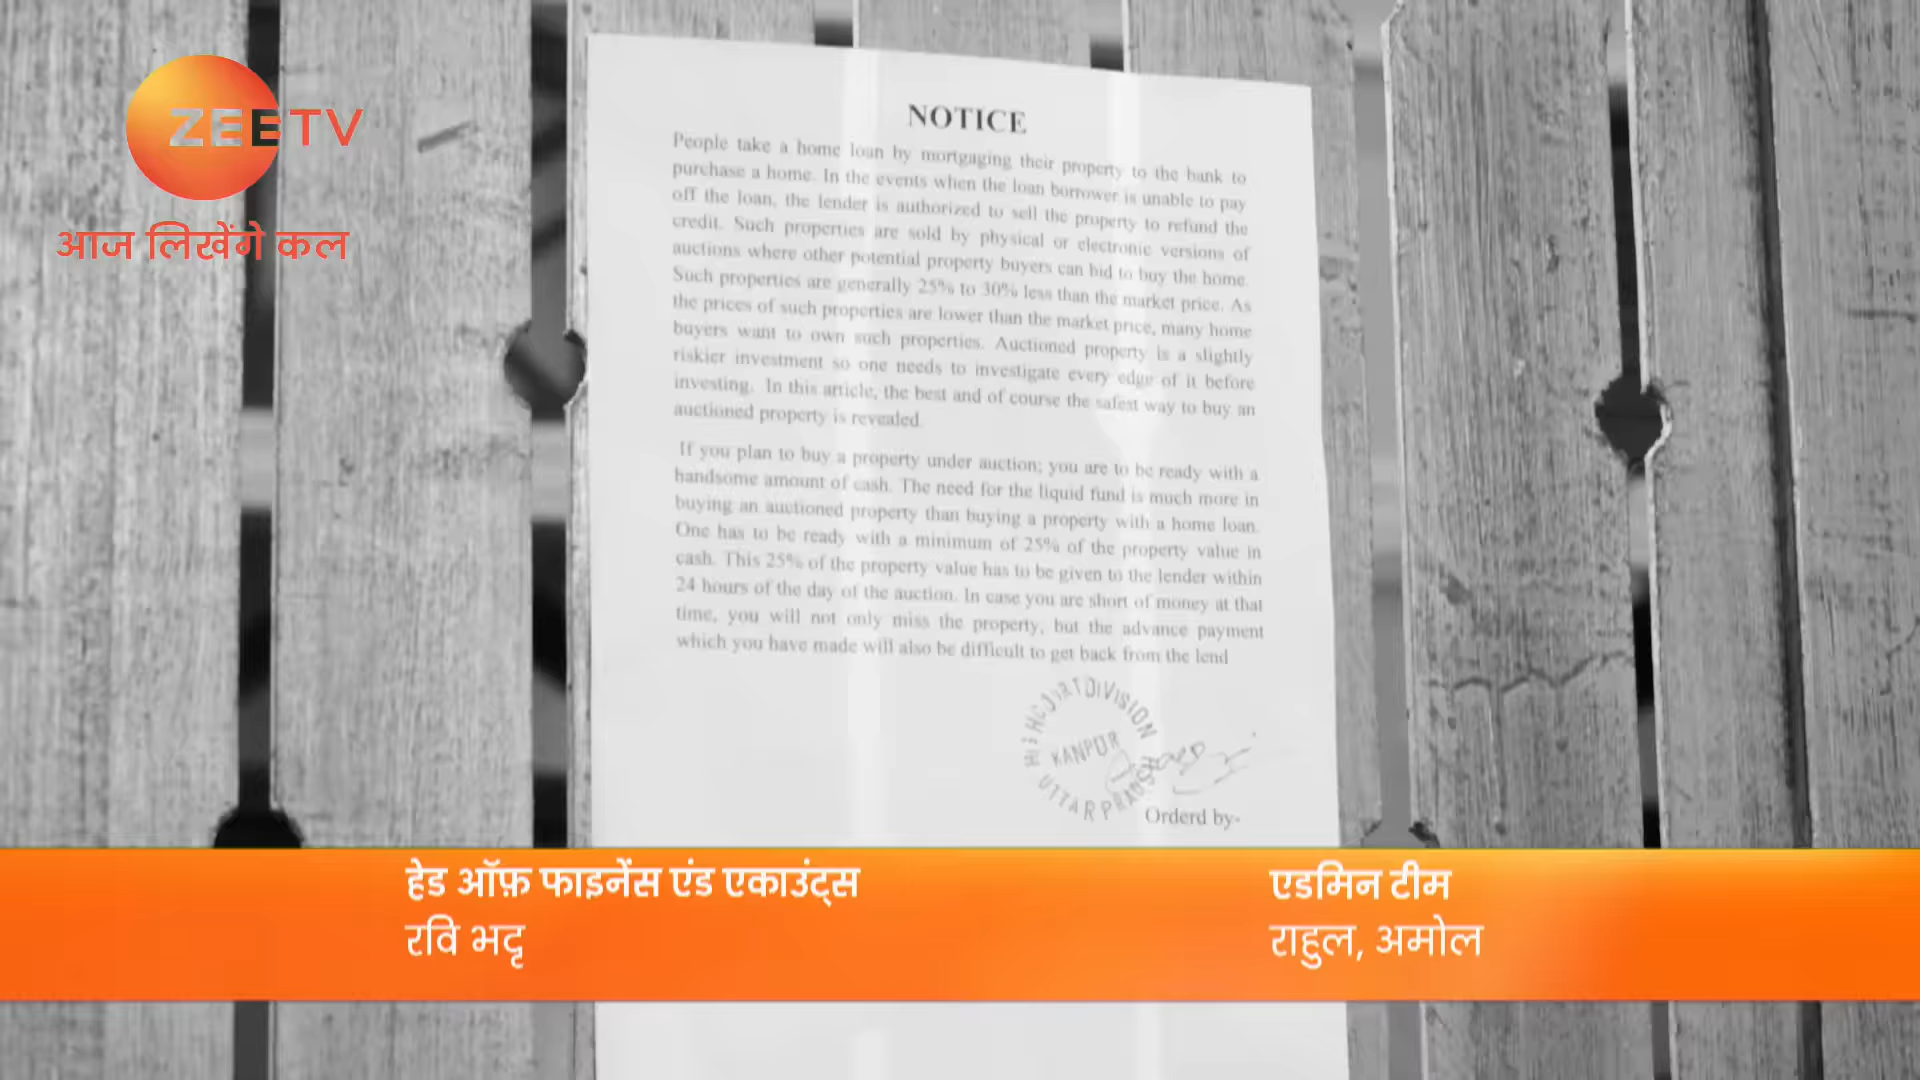 ZEETV
आज लिखेंगे कल
NOTICE
People take a home loan by mortgaging their property to the bank to
purchase a home. In the events when the loan borrower is unable to pay
off the loan, the lender is authorized to sell the property to refund the
credit. Such properties are sold by physical or electronic versions of
auctions where other potential property buyers can bid to buy the home.
Such properties are generally 25% to 30% less than the market price. As
the prices of such properties are lower than the market price, many home
buyers want to own such properties. Auctioned property is a slightly
riskier investment so one needs to investigate every edge of it before
investing. In this article, the best and of course the safest way to buy an
auctioned property is revealed.
If you plan to buy a property under auction; you are to be ready with a
handsome amount of cash. The need for the liquid fund is much more in
buying an auctioned property than buying a property with a home loan.
One has to be ready with a minimum of 25% of the property value in
cash. This 25% of the property value has to be given to the lender within
24 hours of the day of the auction. In case you are short of money at that
time, you will not only miss the property, but the advance payment
which you have made will also be difficult to get back from the lend
HIGHCOURT DIVISION
KANPUR
UTTAR PRADESH
Orderd by-
हेड ऑफ़ फाइनेंस एंड एकाउंट्स
रवि भदृ
एडमिन टीम
राहुल, अमोल